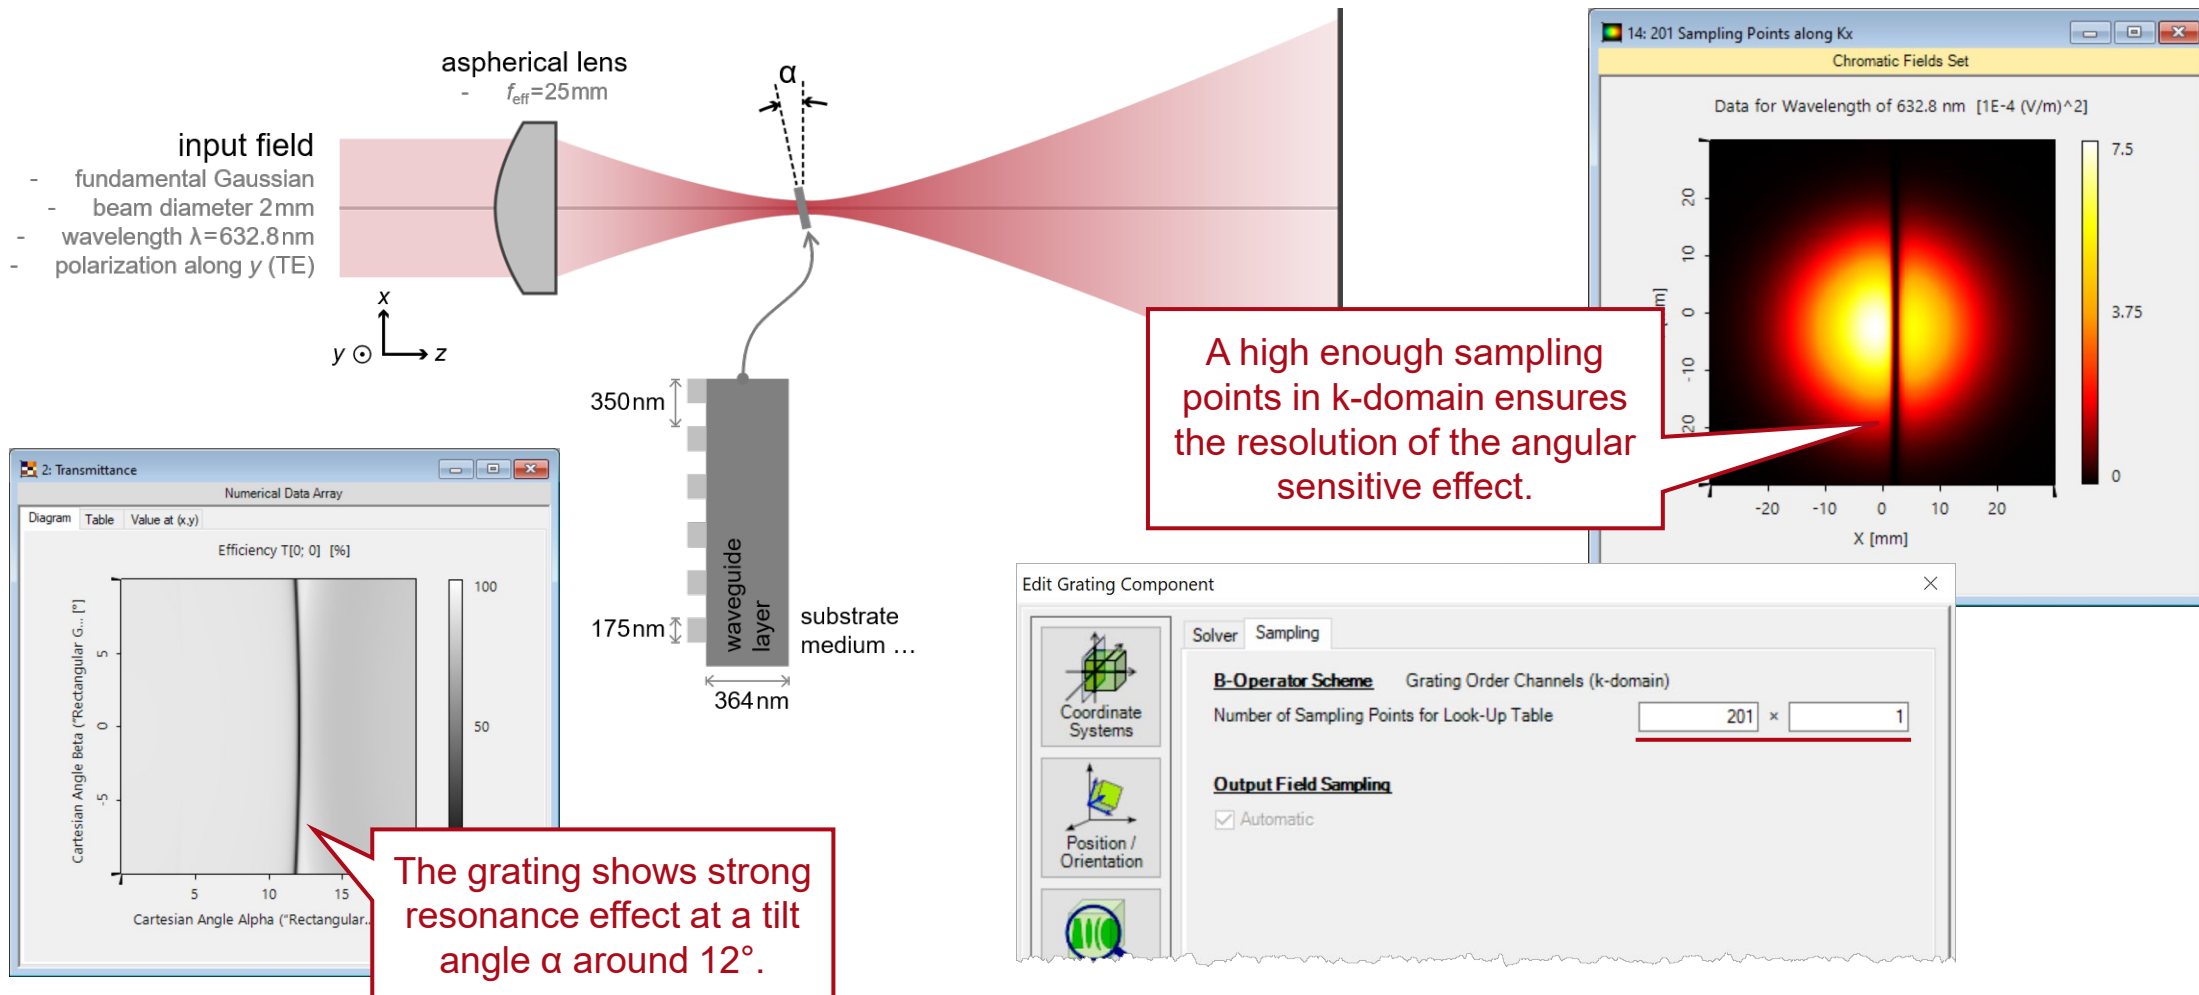 aspherical lens
- f_eff=25mm
input field
- fundamental Gaussian
- beam diameter 2mm
- wavelength λ=632.8nm
- polarization along y (TE)
x
y
z
α
350nm
175nm
364nm
waveguide
layer
substrate
medium …
14: 201 Sampling Points along Kx
Chromatic Fields Set
Data for Wavelength of 632.8 nm [1E-4 (V/m)^2]
7.5
3.75
0
20
10
0
-10
20
m]
-20 -10 0 10 20
X [mm]
A high enough sampling
points in k-domain ensures
the resolution of the angular
sensitive effect.
2: Transmittance
Numerical Data Array
Diagram Table Value at (x,y)
Efficiency T[0; 0] [%]
100
50
Cartesian Angle Beta ("Rectangular G... [°]
5
0
-5
5 10 15
Cartesian Angle Alpha ("Rectangular..
The grating shows strong
resonance effect at a tilt
angle α around 12°.
Edit Grating Component
Coordinate
Systems
Position /
Orientation
Solver Sampling
B-Operator Scheme Grating Order Channels (k-domain)
Number of Sampling Points for Look-Up Table 201 × 1
Output Field Sampling
Automatic